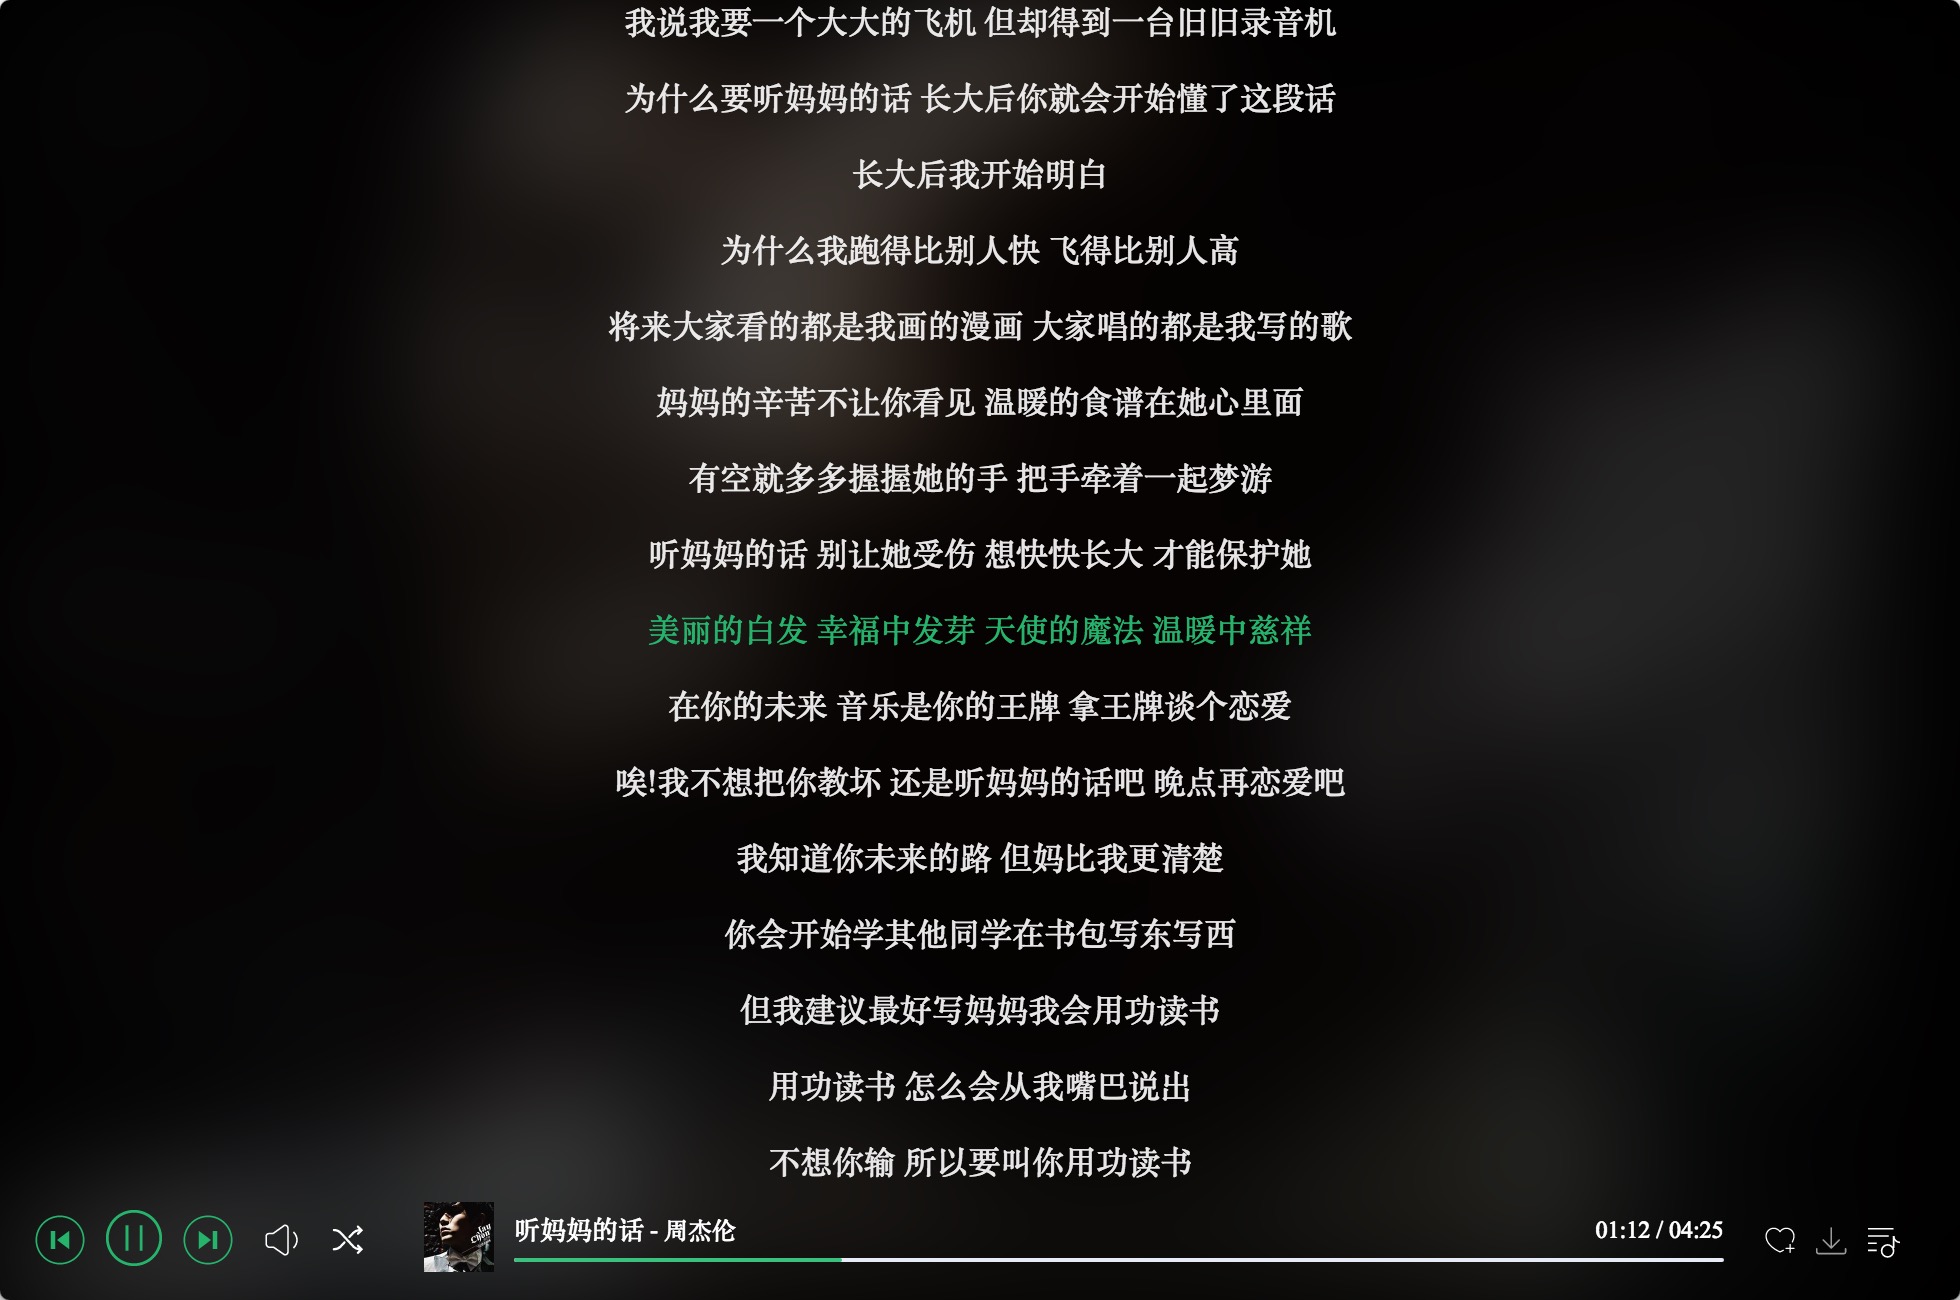 我说我要一个大大的飞机 但却得到一台旧旧录音机
为什么要听妈妈的话 长大后你就会开始懂了这段话
长大后我开始明白
为什么我跑得比别人快 飞得比别人高
将来大家看的都是我画的漫画 大家唱的都是我写的歌
妈妈的辛苦不让你看见 温暖的食谱在她心里面
有空就多多握握她的手 把手牵着一起梦游
听妈妈的话 别让她受伤 想快快长大 才能保护她
美丽的白发 幸福中发芽 天使的魔法 温暖中慈祥
在你的未来 音乐是你的王牌 拿王牌谈个恋爱
唉!我不想把你教坏 还是听妈妈的话吧 晚点再恋爱吧
我知道你未来的路 但妈比我更清楚
你会开始学其他同学在书包写东写西
但我建议最好写妈妈我会用功读书
用功读书 怎么会从我嘴巴说出
不想你输 所以要叫你用功读书
Jay
Chou
听妈妈的话 - 周杰伦
01:12 / 04:25